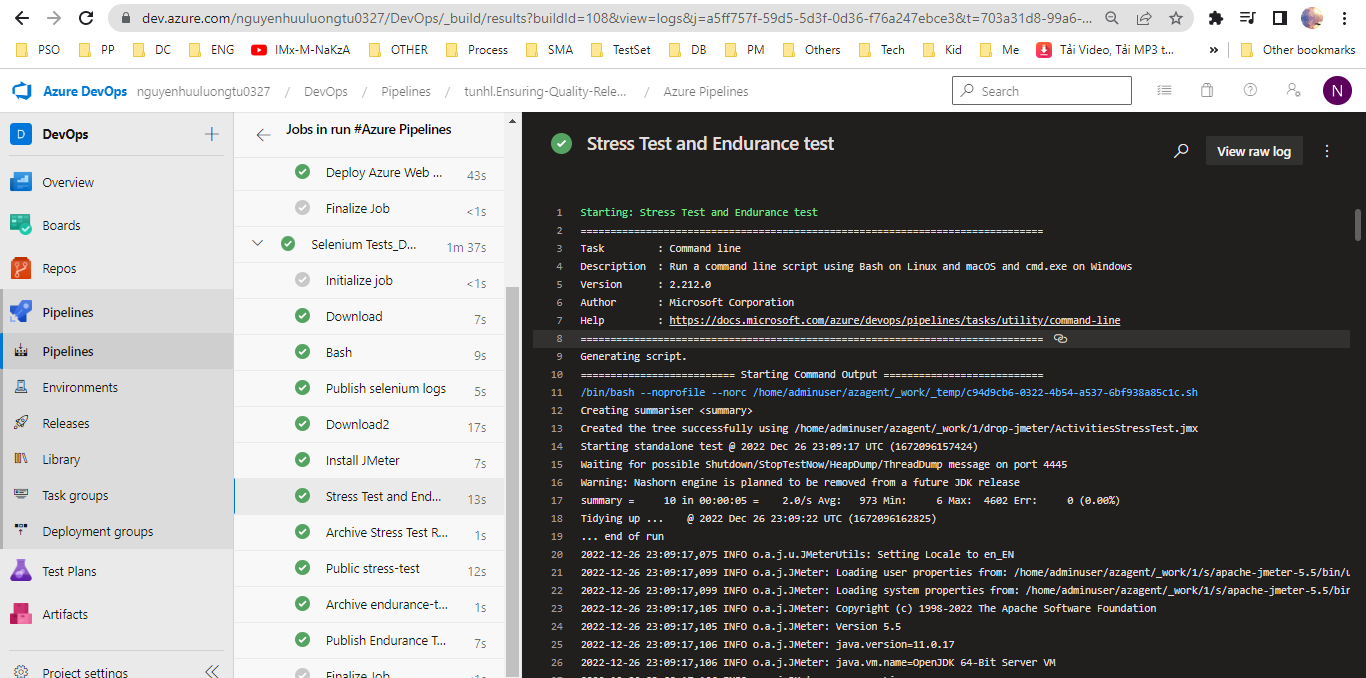 dev.azure.com/nguyenhuuluongtu0327/DevOps/_build/results?buildId=108&view=logs&j=a5ff757f-59d5-5d3f-0d36-f76a247ebce3&t=703a31d8-99a6-...
PSO PP DC ENG IMx-M-NaKzA OTHER Process SMA TestSet DB PM Others Tech Kid Me Tải Video, Tải MP3 t... » Other bookmarks
Azure DevOps nguyenhuuluongtu0327 / DevOps / Pipelines / tunhl.Ensuring-Quality-Rele... / Azure Pipelines Search N
D DevOps
Overview
Boards
Repos
Pipelines
Pipelines
Environments
Releases
Library
Task groups
Deployment groups
Test Plans
Artifacts
Project settings
Jobs in run #Azure Pipelines
Deploy Azure Web ... 43s
Finalize Job <1s
Selenium Tests_D... 1m 37s
Initialize job <1s
Download 7s
Bash 9s
Publish selenium logs 5s
Download2 17s
Install JMeter 7s
Stress Test and End... 13s
Archive Stress Test R... 1s
Public stress-test 12s
Archive endurance-t... 1s
Publish Endurance T... 7s
Finalize Job <1s
Stress Test and Endurance test
View raw log
1 Starting: Stress Test and Endurance test
2 ==============================================================================
3 Task : Command line
4 Description : Run a command line script using Bash on Linux and macOS and cmd.exe on Windows
5 Version : 2.212.0
6 Author : Microsoft Corporation
7 Help : https://docs.microsoft.com/azure/devops/pipelines/tasks/utility/command-line
8 ==============================================================================
9 Generating script.
10 ========================== Starting Command Output ===========================
11 /bin/bash --noprofile --norc /home/adminuser/azagent/_work/_temp/c94d9cb6-0322-4b54-a537-6bf938a85c1c.sh
12 Creating summariser <summary>
13 Created the tree successfully using /home/adminuser/azagent/_work/1/drop-jmeter/ActivitiesStressTest.jmx
14 Starting standalone test @ 2022 Dec 26 23:09:17 UTC (1672096157424)
15 Waiting for possible Shutdown/StopTestNow/HeapDump/ThreadDump message on port 4445
16 Warning: Nashorn engine is planned to be removed from a future JDK release
17 summary = 10 in 00:00:05 = 2.0/s Avg: 973 Min: 6 Max: 4602 Err: 0 (0.00%)
18 Tidying up ... @ 2022 Dec 26 23:09:22 UTC (1672096162825)
19 ... end of run
20 2022-12-26 23:09:17,075 INFO o.a.j.u.JMeterUtils: Setting Locale to en_EN
21 2022-12-26 23:09:17,099 INFO o.a.j.JMeter: Loading user properties from: /home/adminuser/azagent/_work/1/s/apache-jmeter-5.5/bin/u
22 2022-12-26 23:09:17,099 INFO o.a.j.JMeter: Loading system properties from: /home/adminuser/azagent/_work/1/s/apache-jmeter-5.5/bin
23 2022-12-26 23:09:17,105 INFO o.a.j.JMeter: Copyright (c) 1998-2022 The Apache Software Foundation
24 2022-12-26 23:09:17,105 INFO o.a.j.JMeter: Version 5.5
25 2022-12-26 23:09:17,106 INFO o.a.j.JMeter: java.version=11.0.17
26 2022-12-26 23:09:17,106 INFO o.a.j.JMeter: java.vm.name=OpenJDK 64-Bit Server VM